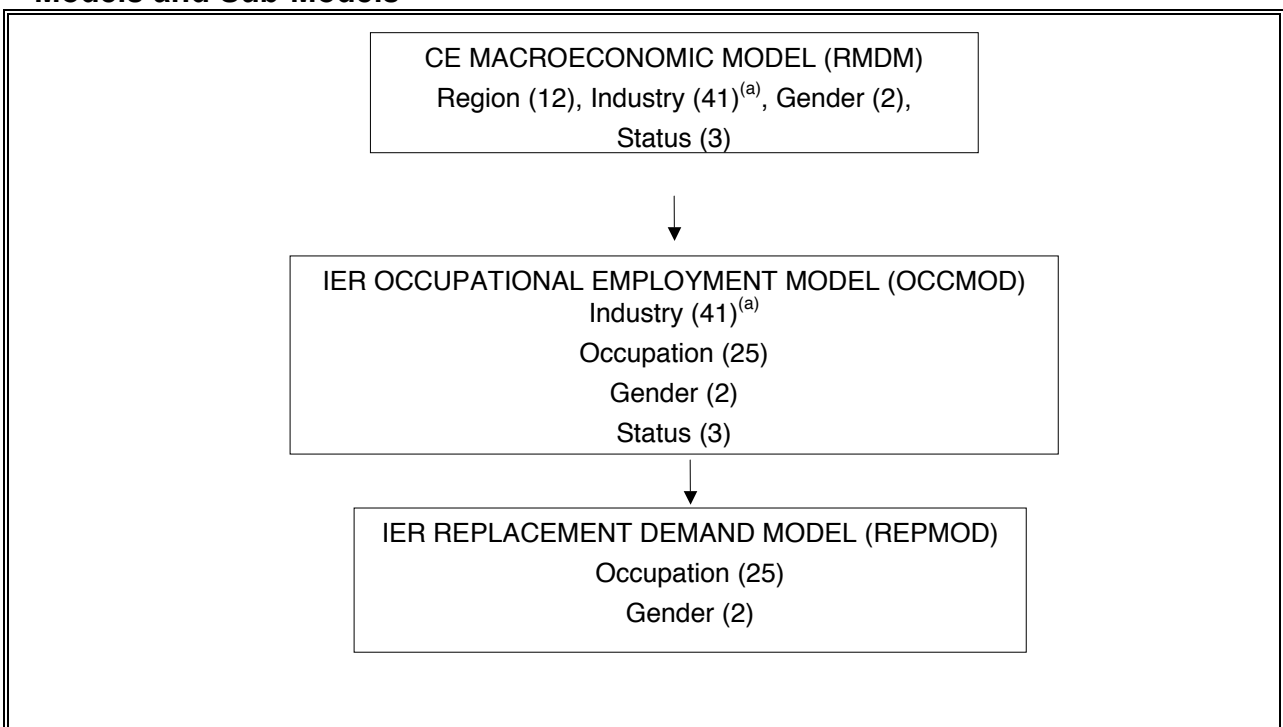 Models and Sub-Models
CE MACROECONOMIC MODEL (RMDM)
Region (12), Industry (41)(a), Gender (2),
Status (3)
IER OCCUPATIONAL EMPLOYMENT MODEL (OCCMOD)
Industry (41)(a)
Occupation (25)
Gender (2)
Status (3)
IER REPLACEMENT DEMAND MODEL (REPMOD)
Occupation (25)
Gender (2)